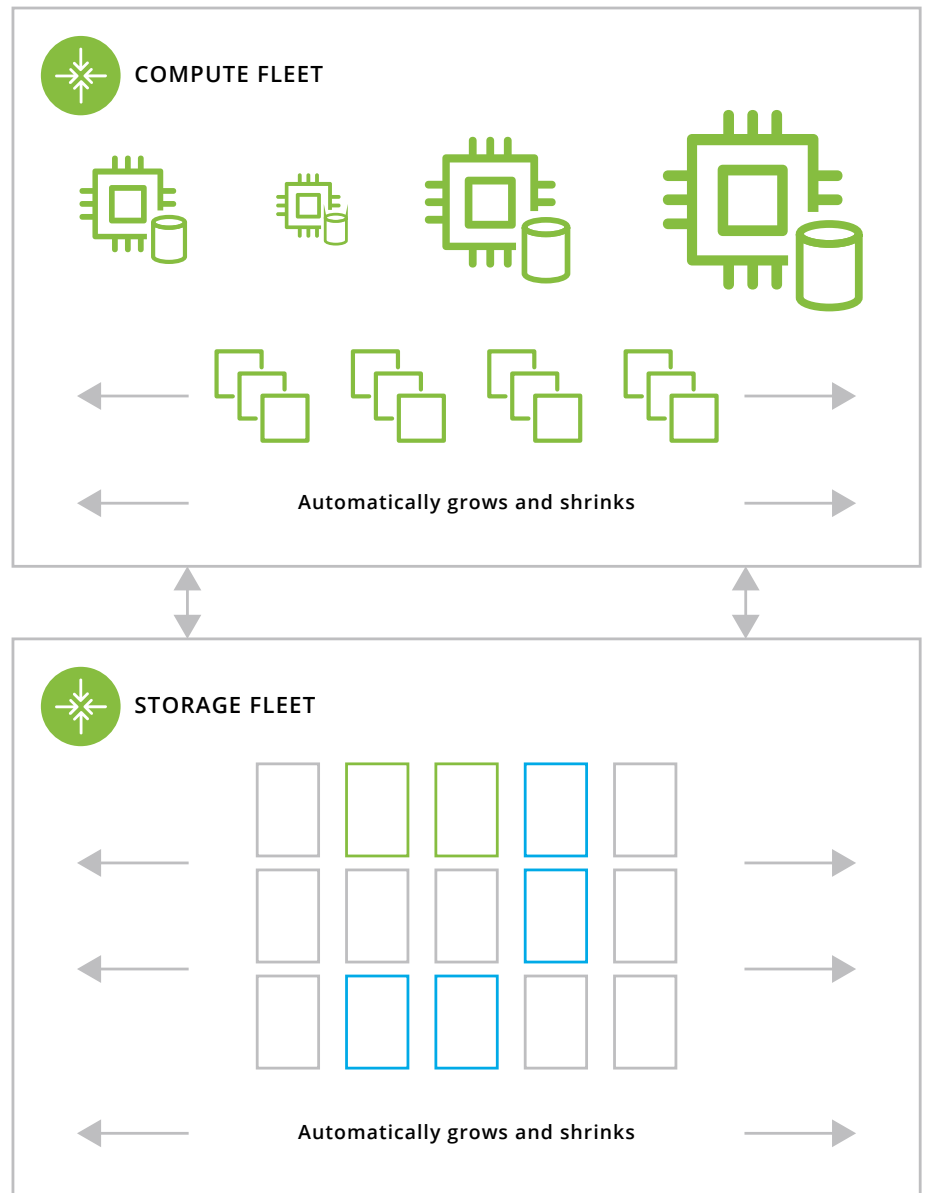 COMPUTE FLEET
Automatically grows and shrinks
STORAGE FLEET
Automatically grows and shrinks